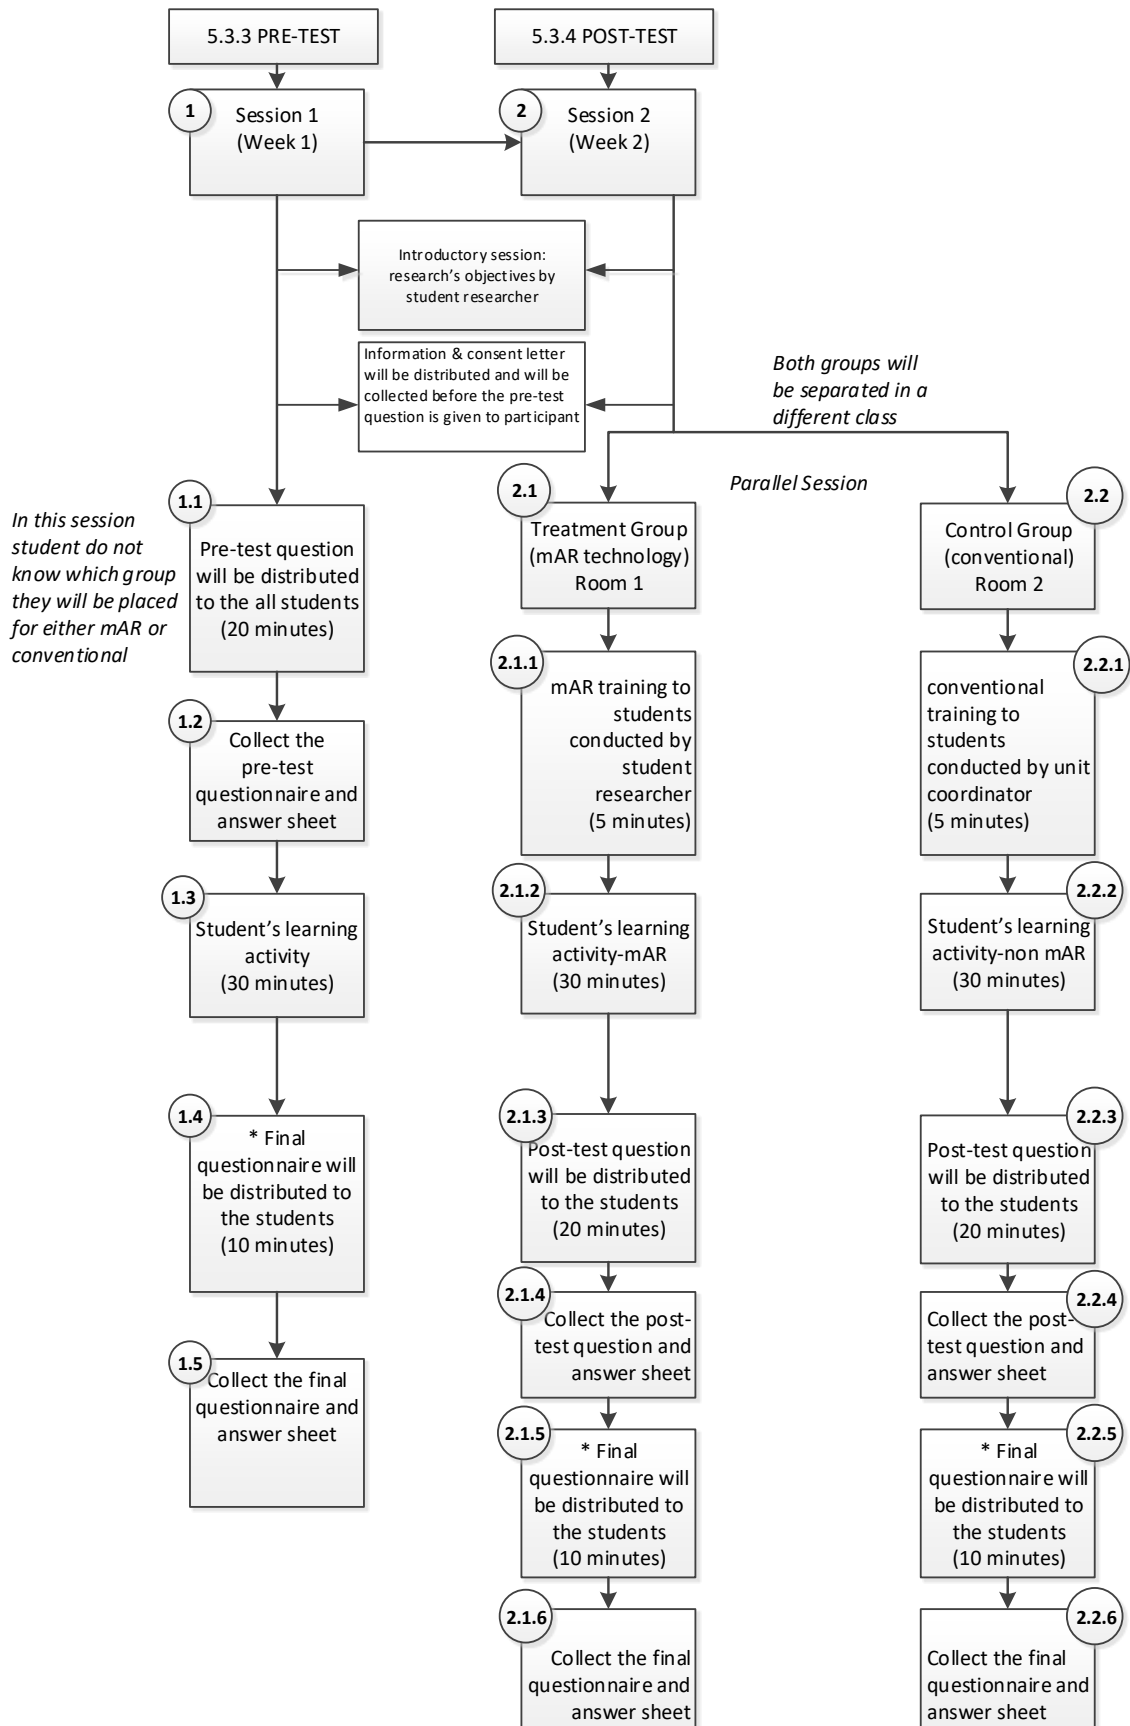 5.3.3 PRE-TEST
5.3.4 POST-TEST
1
Session 1
(Week 1)
2
Session 2
(Week 2)
Introductory session:
research's objectives by
student researcher
Information & consent letter
will be distributed and will be
collected before the pre-test
question is given to participant
Both groups will
be separated in a
different class
Parallel Session
In this session
student do not
know which group
they will be placed
for either mAR or
conventional
1.1
Pre-test question
will be distributed
to the all students
(20 minutes)
1.2
Collect the
pre-test
questionnaire and
answer sheet
1.3
Student's learning
activity
(30 minutes)
1.4
* Final
questionnaire will
be distributed to
the students
(10 minutes)
1.5
Collect the final
questionnaire and
answer sheet
2.1
Treatment Group
(mAR technology)
Room 1
2.1.1
mAR training to
students
conducted by
student
researcher
(5 minutes)
2.1.2
Student's learning
activity-mAR
(30 minutes)
2.1.3
Post-test question
will be distributed
to the students
(20 minutes)
2.1.4
Collect the post-
test question and
answer sheet
2.1.5
* Final
questionnaire will
be distributed to
the students
(10 minutes)
2.1.6
Collect the final
questionnaire and
answer sheet
2.2
Control Group
(conventional)
Room 2
2.2.1
conventional
training to
students
conducted by unit
coordinator
(5 minutes)
2.2.2
Student's learning
activity-non mAR
(30 minutes)
2.2.3
Post-test question
will be distributed
to the students
(20 minutes)
2.2.4
Collect the post-
test question and
answer sheet
2.2.5
* Final
questionnaire will
be distributed to
the students
(10 minutes)
2.2.6
Collect the final
questionnaire and
answer sheet